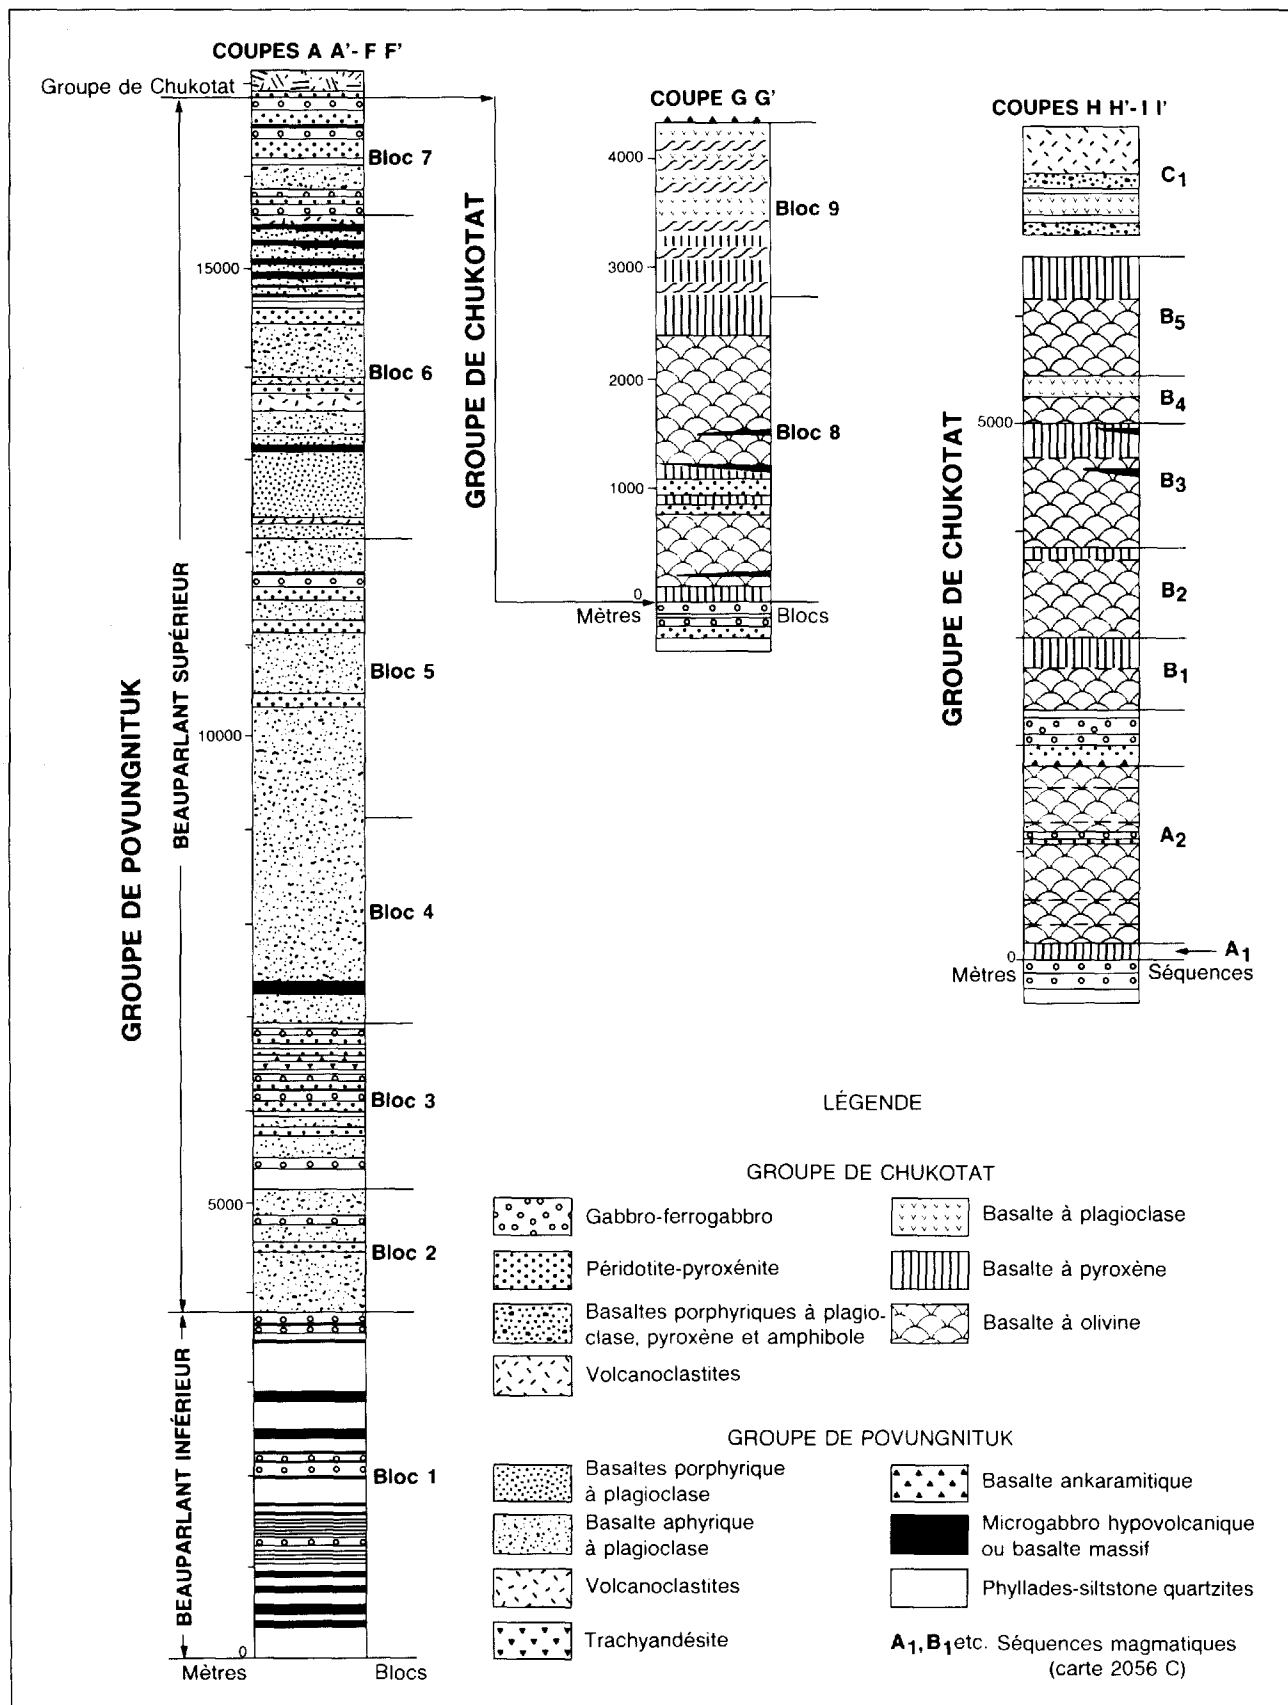 COUPES A A'- F F'
Groupe de Chukotat
Bloc 7
15000
Bloc 6
Bloc 5
10000
Bloc 4
Bloc 3
5000
Bloc 2
Bloc 1
0
Mètres
Blocs
GROUPE DE POVUNGNITUK
BEAUPARLANT SUPÉRIEUR
BEAUPARLANT INFÉRIEUR
COUPE G G'
GROUPE DE CHUKOTAT
4000
Bloc 9
3000
2000
Bloc 8
1000
0
Mètres
Blocs
COUPES H H'- I I'
GROUPE DE CHUKOTAT
C1
B5
B4
5000
B3
B2
B1
A2
A1
0
Mètres
Séquences
LÉGENDE
GROUPE DE CHUKOTAT
Gabbro-ferrogabbro
Péridotite-pyroxénite
Basaltes porphyriques à plagio-
clase, pyroxène et amphibole
Volcanoclastites
Basalte à plagioclase
Basalte à pyroxène
Basalte à olivine
GROUPE DE POVUNGNITUK
Basaltes porphyrique
à plagioclase
Basalte aphyrique
à plagioclase
Volcanoclastites
Trachyandésite
Basalte ankaramitique
Microgabbro hypovolcanique
ou basalte massif
Phyllades-siltstone quartzites
A1, B1 etc. Séquences magmatiques
(carte 2056 C)